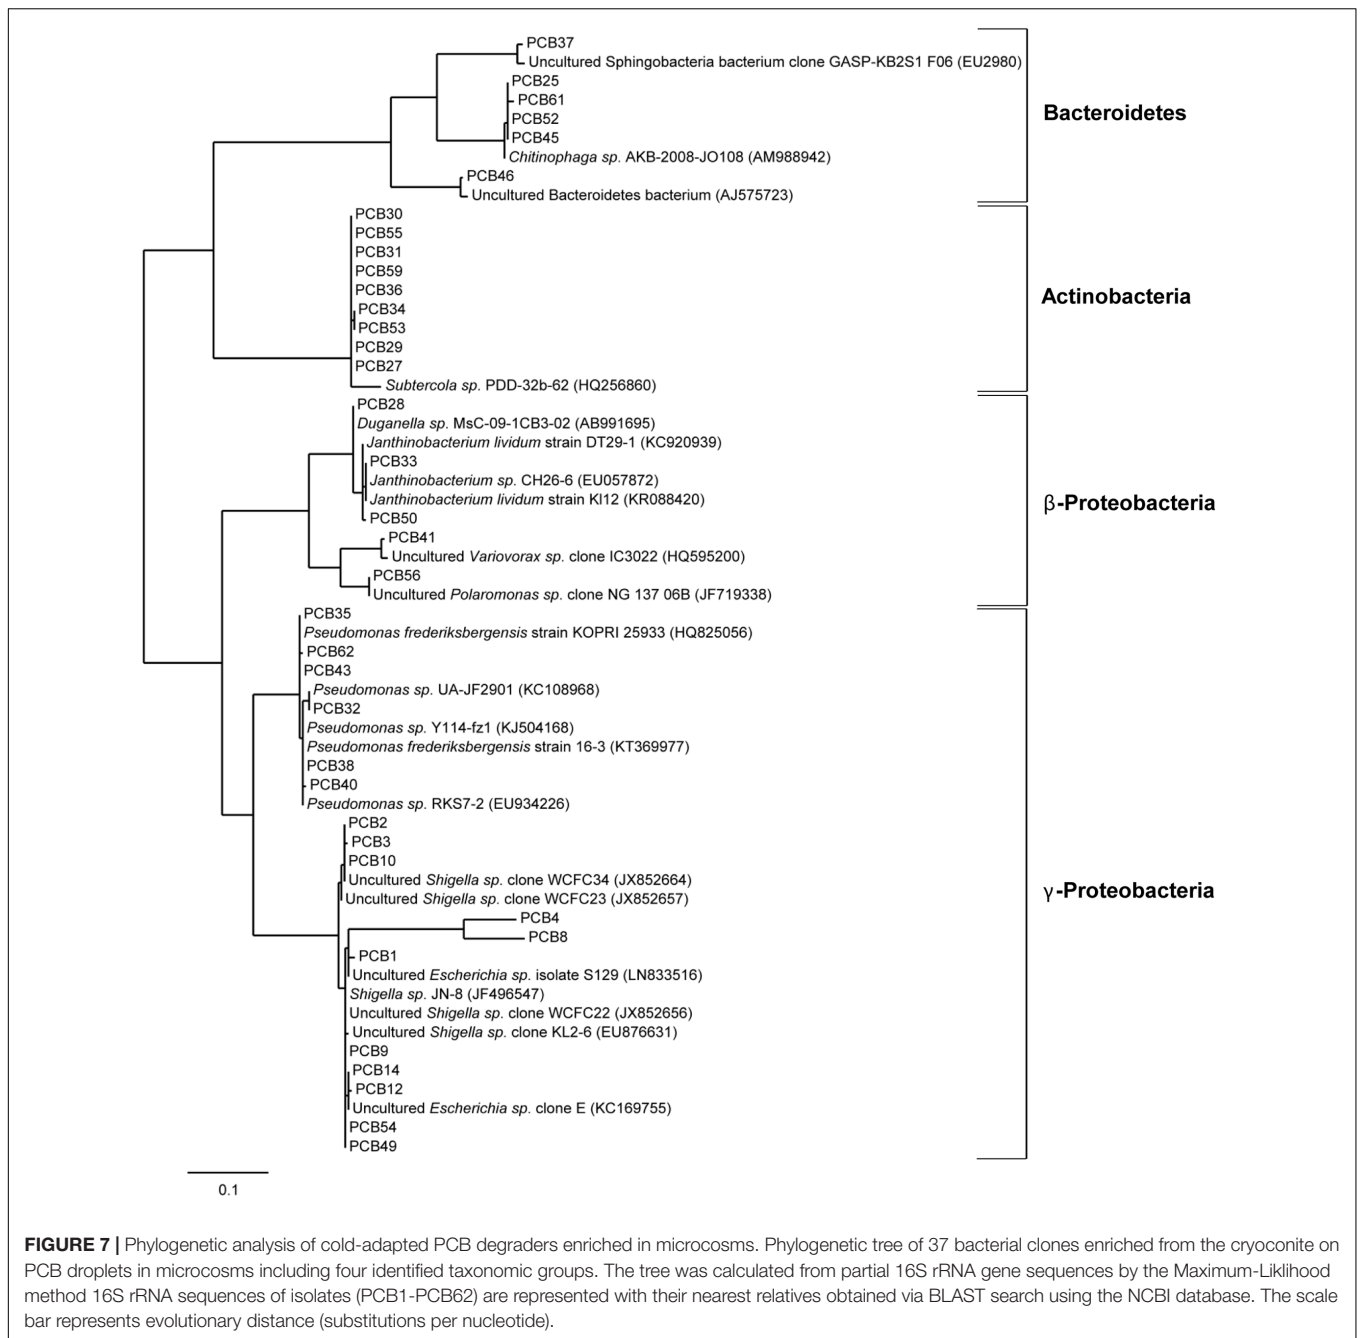 PCB37
Uncultured Sphingobacteria bacterium clone GASP-KB2S1 F06 (EU2980)
PCB25
PCB61
PCB52
PCB45
Chitinophaga sp. AKB-2008-JO108 (AM988942)
PCB46
Uncultured Bacteroidetes bacterium (AJ575723)
Bacteroidetes
PCB30
PCB55
PCB31
PCB59
PCB36
PCB34
PCB53
PCB29
PCB27
Subtercola sp. PDD-32b-62 (HQ256860)
Actinobacteria
PCB28
Duganella sp. MsC-09-1CB3-02 (AB991695)
Janthinobacterium lividum strain DT29-1 (KC920939)
PCB33
Janthinobacterium sp. CH26-6 (EU057872)
Janthinobacterium lividum strain KI12 (KR088420)
PCB50
PCB41
Uncultured Variovorax sp. clone IC3022 (HQ595200)
PCB56
Uncultured Polaromonas sp. clone NG 137 06B (JF719338)
β-Proteobacteria
PCB35
Pseudomonas frederiksbergensis strain KOPRI 25933 (HQ825056)
PCB62
PCB43
Pseudomonas sp. UA-JF2901 (KC108968)
PCB32
Pseudomonas sp. Y114-fz1 (KJ504168)
Pseudomonas frederiksbergensis strain 16-3 (KT369977)
PCB38
PCB40
Pseudomonas sp. RKS7-2 (EU934226)
PCB2
PCB3
PCB10
Uncultured Shigella sp. clone WCFC34 (JX852664)
Uncultured Shigella sp. clone WCFC23 (JX852657)
PCB4
PCB8
PCB1
Uncultured Escherichia sp. isolate S129 (LN833516)
Shigella sp. JN-8 (JF496547)
Uncultured Shigella sp. clone WCFC22 (JX852656)
Uncultured Shigella sp. clone KL2-6 (EU876631)
PCB9
PCB14
PCB12
Uncultured Escherichia sp. clone E (KC169755)
PCB54
PCB49
γ-Proteobacteria
0.1
FIGURE 7 | Phylogenetic analysis of cold-adapted PCB degraders enriched in microcosms. Phylogenetic tree of 37 bacterial clones enriched from the cryoconite on
PCB droplets in microcosms including four identified taxonomic groups. The tree was calculated from partial 16S rRNA gene sequences by the Maximum-Liklihood
method 16S rRNA sequences of isolates (PCB1-PCB62) are represented with their nearest relatives obtained via BLAST search using the NCBI database. The scale
bar represents evolutionary distance (substitutions per nucleotide).